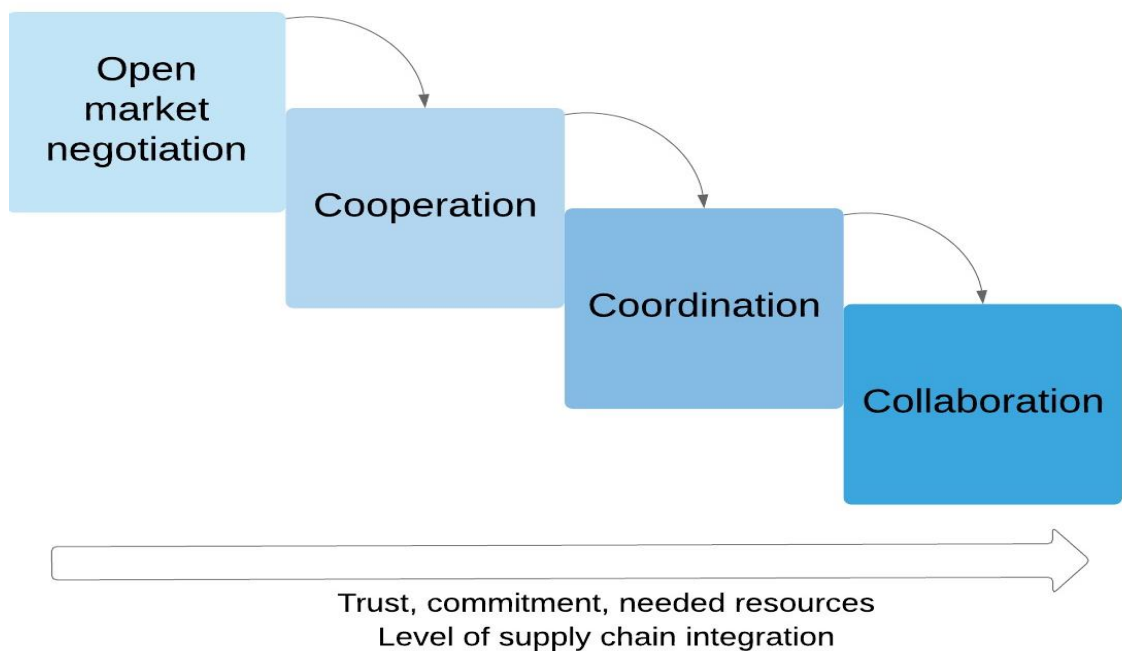 Open
market
negotiation
Cooperation
Coordination
Collaboration
Trust, commitment, needed resources
Level of supply chain integration